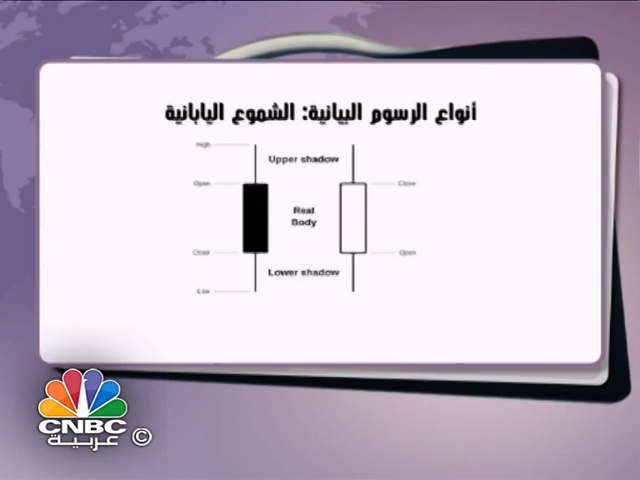 أنواع الرسوم البيانية: الشموع اليابانية
High
Upper shadow
Open
Close
Real
Body
Close
Open
Lower shadow
Low
CNBC
عربية ©